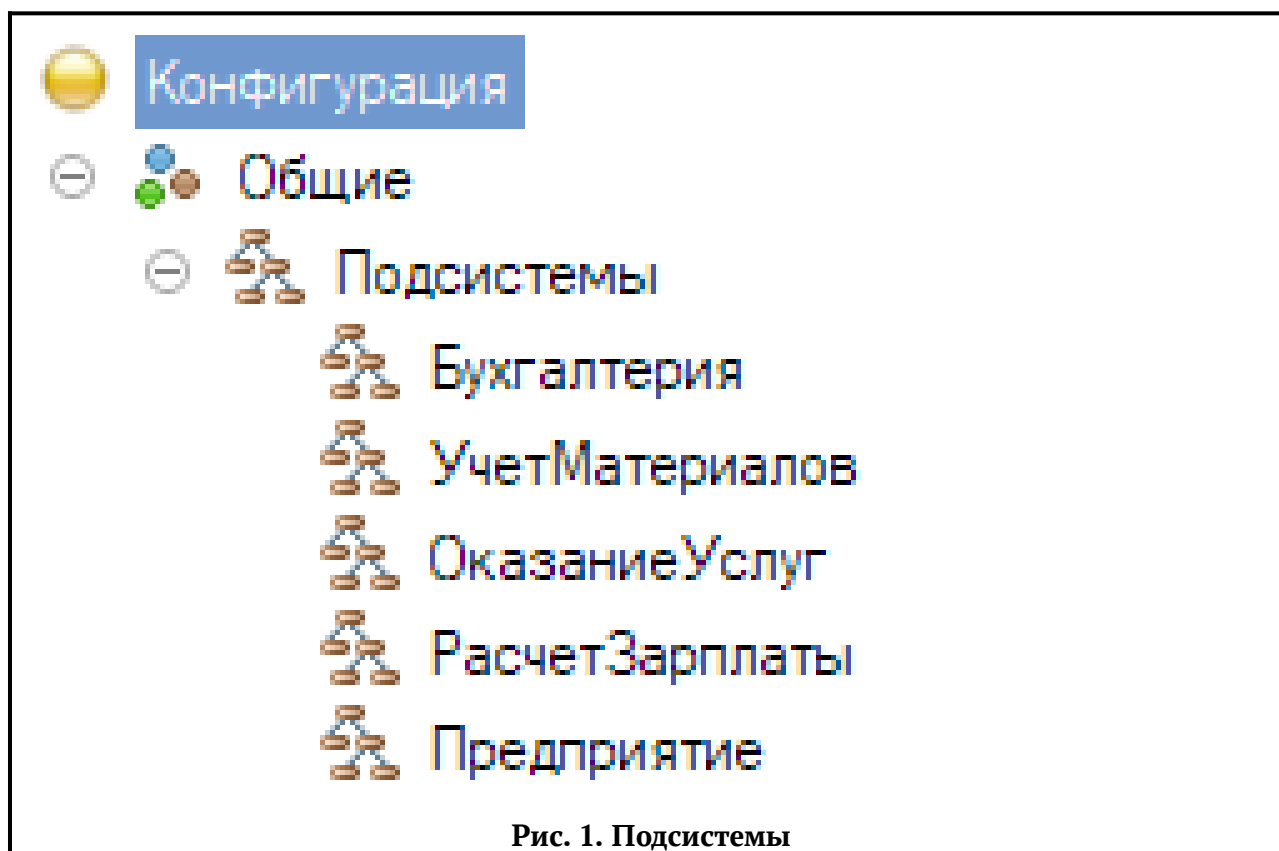 Конфигурация
Общие
Подсистемы
Бухгалтерия
УчетМатериалов
ОказаниеУслуг
РасчетЗарплаты
Предприятие
Рис. 1. Подсистемы